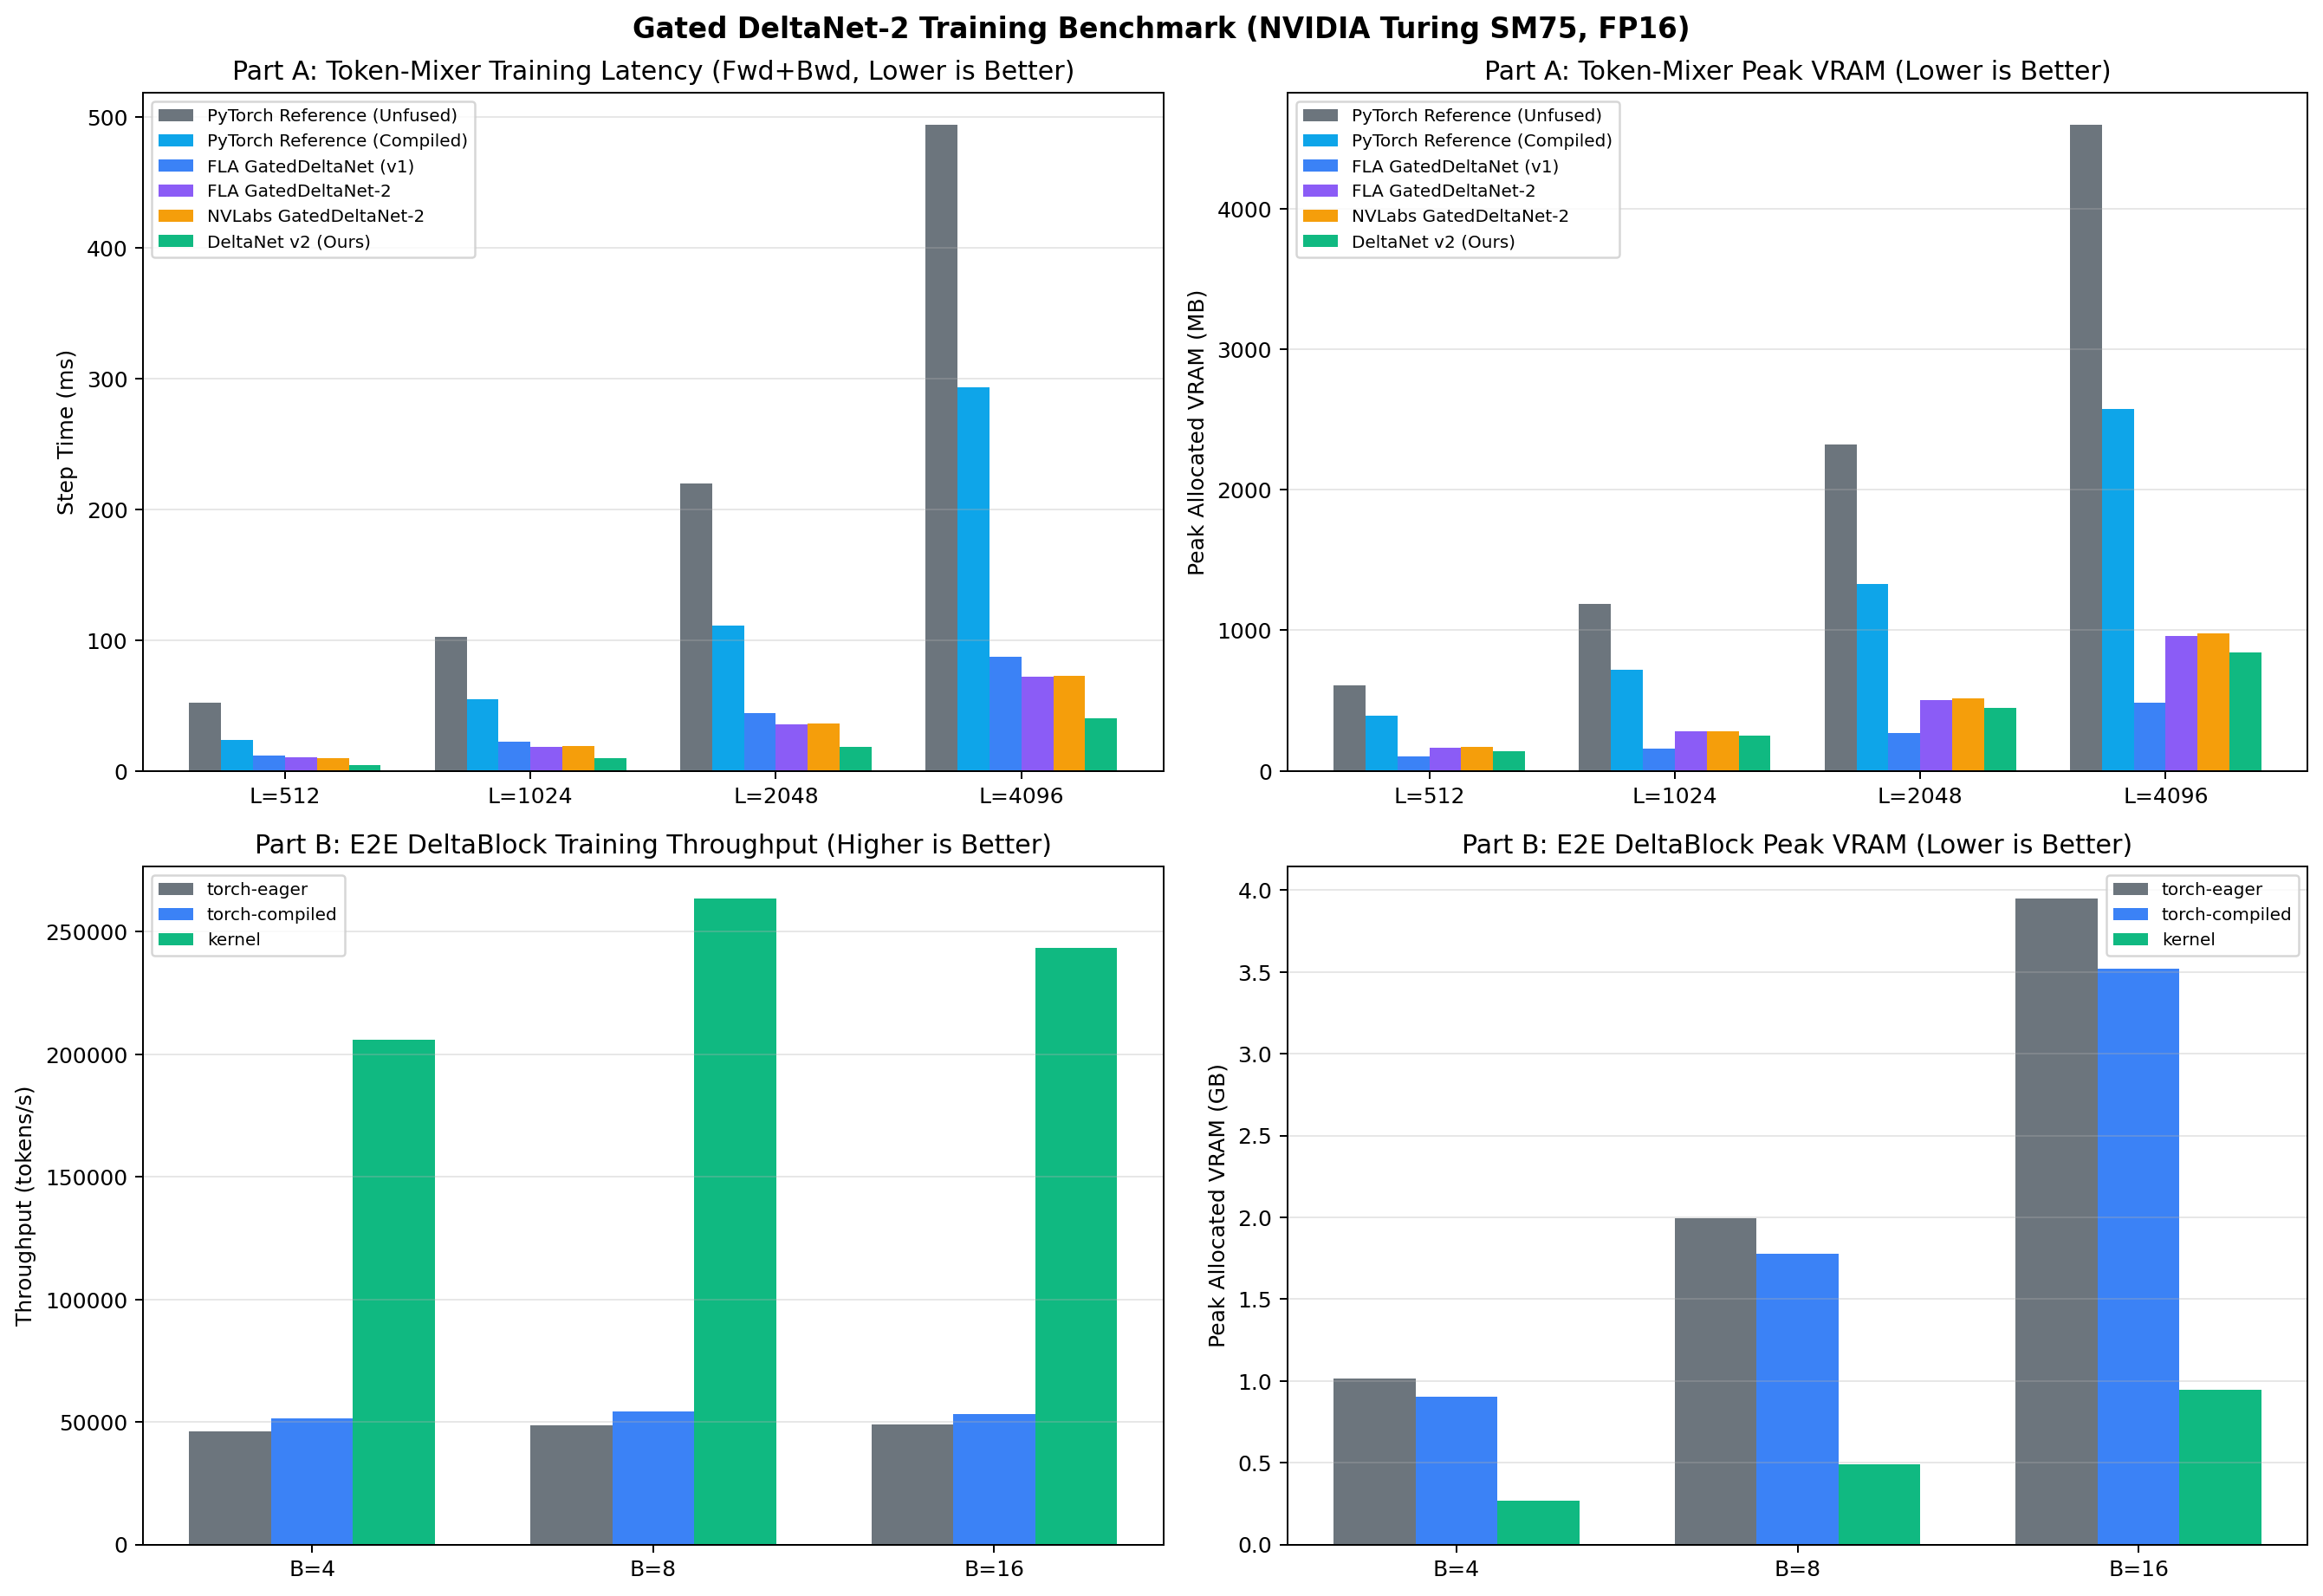 Gated DeltaNet-2 Training Benchmark (NVIDIA Turing SM75, FP16)
Part A: Token-Mixer Training Latency (Fwd+Bwd, Lower is Better)
PyTorch Reference (Unfused)
PyTorch Reference (Compiled)
FLA GatedDeltaNet (v1)
FLA GatedDeltaNet-2
NVLabs GatedDeltaNet-2
DeltaNet v2 (Ours)
Step Time (ms)
500
400
300
200
100
0
L=512
L=1024
L=2048
L=4096
Part A: Token-Mixer Peak VRAM (Lower is Better)
PyTorch Reference (Unfused)
PyTorch Reference (Compiled)
FLA GatedDeltaNet (v1)
FLA GatedDeltaNet-2
NVLabs GatedDeltaNet-2
DeltaNet v2 (Ours)
Peak Allocated VRAM (MB)
4000
3000
2000
1000
0
L=512
L=1024
L=2048
L=4096
Part B: E2E DeltaBlock Training Throughput (Higher is Better)
torch-eager
torch-compiled
kernel
Throughput (tokens/s)
250000
200000
150000
100000
50000
0
B=4
B=8
B=16
Part B: E2E DeltaBlock Peak VRAM (Lower is Better)
torch-eager
torch-compiled
kernel
Peak Allocated VRAM (GB)
4.0
3.5
3.0
2.5
2.0
1.5
1.0
0.5
0.0
B=4
B=8
B=16